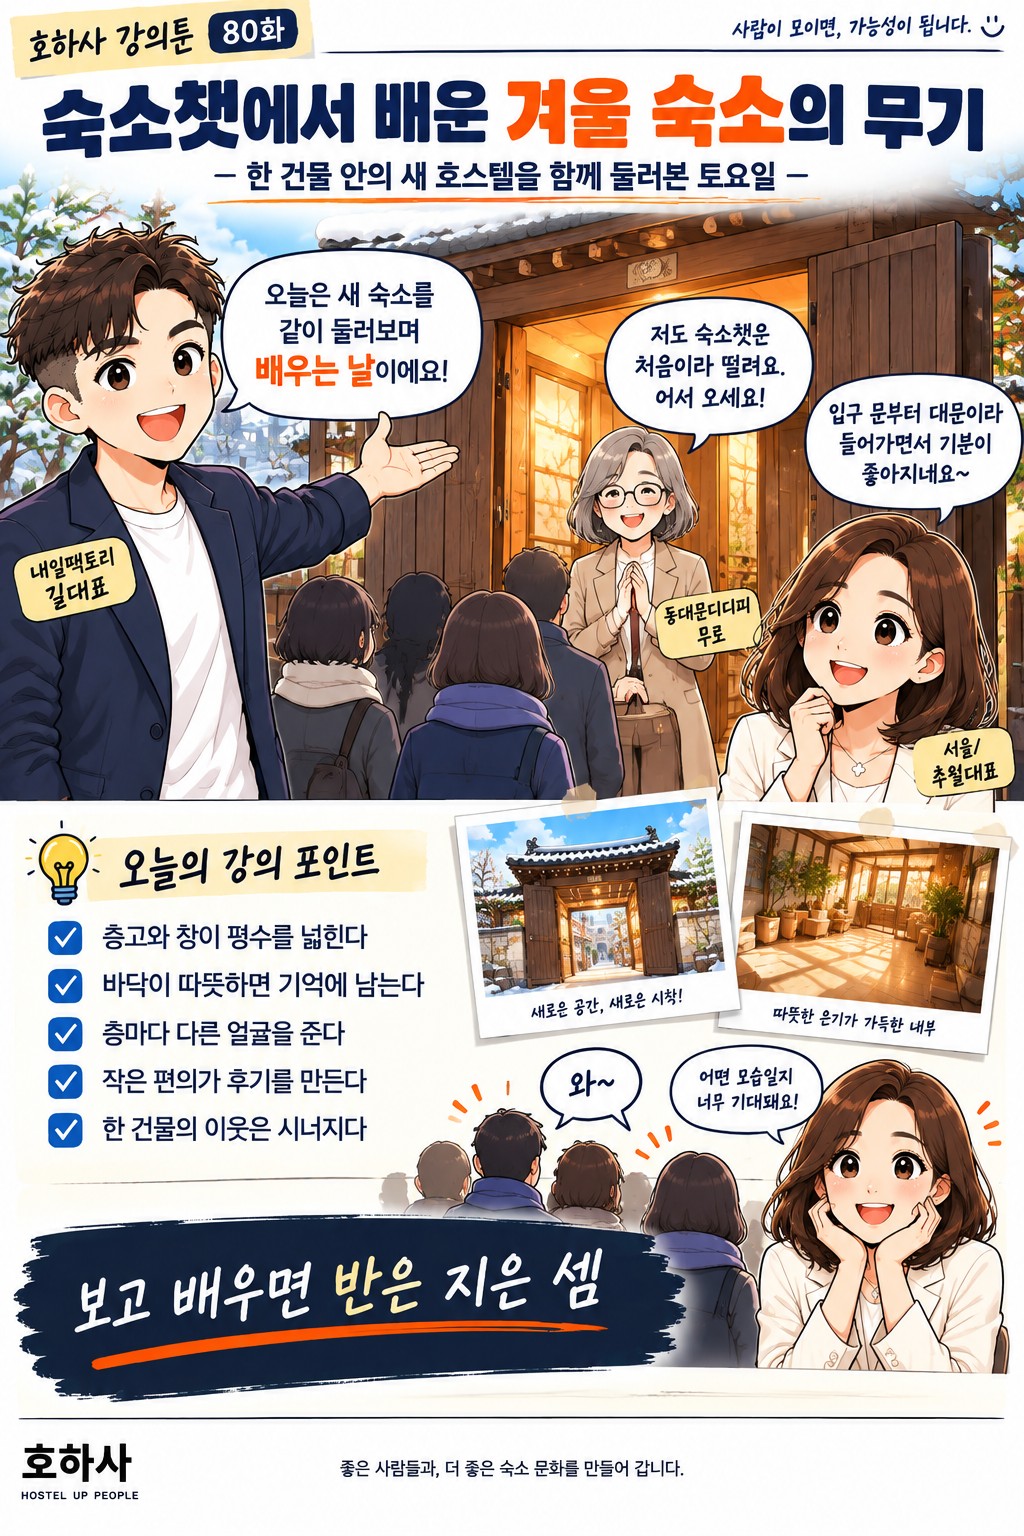 호하사 강의툰 80화
사람이 모이면, 가능성이 됩니다.
숙소챗에서 배운 겨울 숙소의 무기
– 한 건물 안의 새 호스텔을 함께 둘러본 토요일 –
오늘은 새 숙소를
같이 둘러보며
배우는 날이에요!
저도 숙소챗은
처음이라 떨려요.
어서 오세요!
입구 문부터 대문이라
들어가면서 기분이
좋아지네요~
내일떽토리
길대표
동대문디디피
무로
서울/
추월대표
오늘의 강의 포인트
층고와 창이 평수를 넓힌다
바닥이 따뜻하면 기억에 남는다
층마다 다른 얼귤을 준다
작은 편의가 후기를 만든다
한 건물의 이웃은 시너지다
새로운 공간, 새로운 시작!
따뜻한 온기가 가득한 내부
와~
어떤 모습일지
너무 기대돼요!
보고 배우면 반은 지은 셈
호하사
HOSTEL UP PEOPLE
좋은 사람들과, 더 좋은 숙소 문화를 만들어 갑니다.